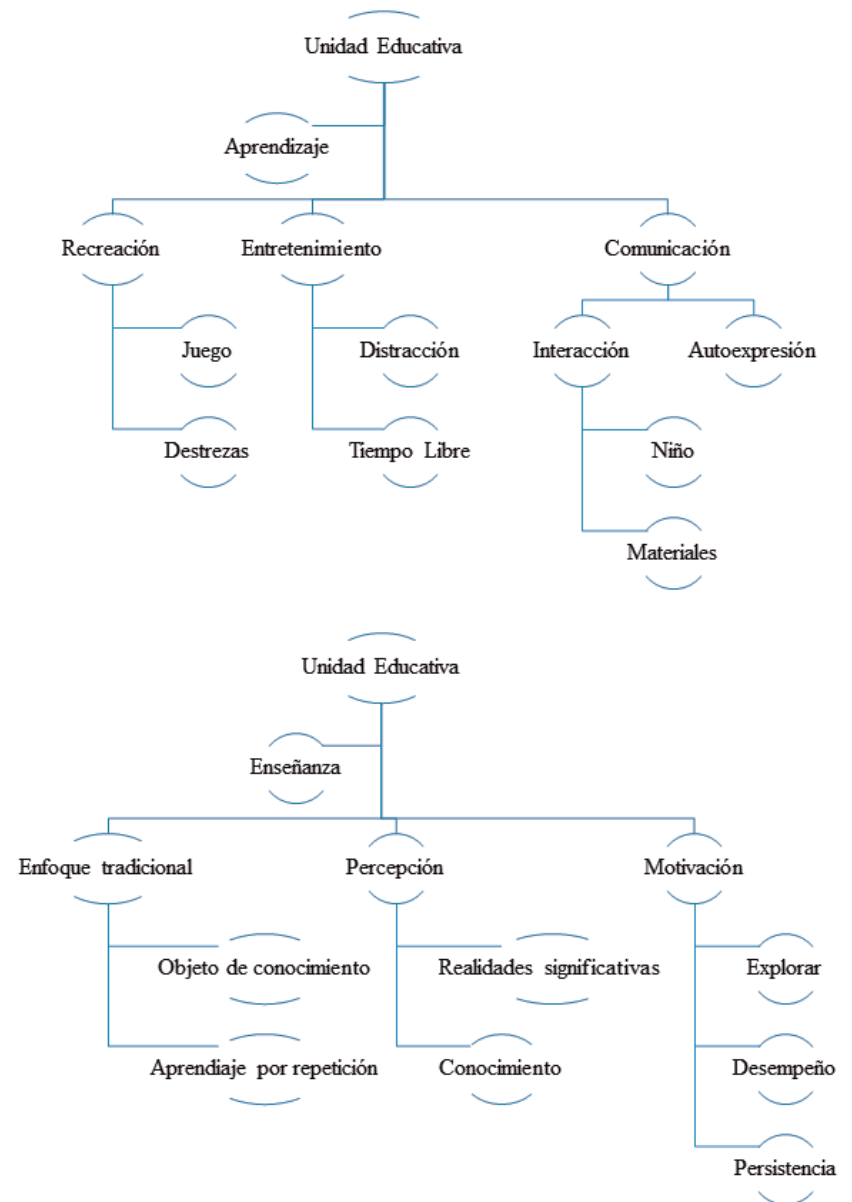 Unidad Educativa
Aprendizaje
Recreación
Entretenimiento
Comunicación
Juego
Distracción
Interacción
Autoexpresión
Destrezas
Tiempo Libre
Niño
Materiales
Unidad Educativa
Enseñanza
Enfoque tradicional
Percepción
Motivación
Objeto de conocimiento
Realidades significativas
Explorar
Aprendiaje por repetición
Conocimiento
Desempeño
Persistencia